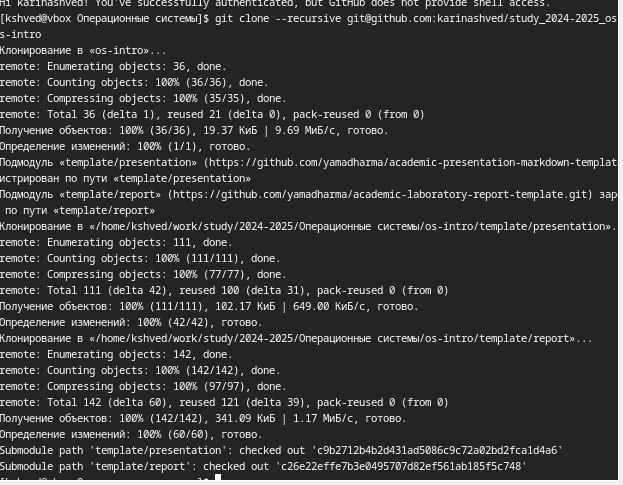 Hi karinashved! You've successfully authenticated, but GitHub does not provide shell access.
[kshved@vbox Операционные системы]$ git clone --recursive git@github.com:karinashved/study_2024-2025_os
s-intro
Клонирование в «os-intro»...
remote: Enumerating objects: 36, done.
remote: Counting objects: 100% (36/36), done.
remote: Compressing objects: 100% (35/35), done.
remote: Total 36 (delta 1), reused 21 (delta 0), pack-reused 0 (from 0)
Получение объектов: 100% (36/36), 19.37 КиБ | 9.69 МиБ/с, готово.
Определение изменений: 100% (1/1), готово.
Подмодуль «template/presentation» (https://github.com/yamadharma/academic-presentation-markdown-templat
истрирован по пути «template/presentation»
Подмодуль «template/report» (https://github.com/yamadharma/academic-laboratory-report-template.git) заре
по пути «template/report»
Клонирование в «/home/kshved/work/study/2024-2025/Операционные системы/os-intro/template/presentation».
remote: Enumerating objects: 111, done.
remote: Counting objects: 100% (111/111), done.
remote: Compressing objects: 100% (77/77), done.
remote: Total 111 (delta 42), reused 100 (delta 31), pack-reused 0 (from 0)
Получение объектов: 100% (111/111), 102.17 КиБ | 649.00 КиБ/с, готово.
Определение изменений: 100% (42/42), готово.
Клонирование в «/home/kshved/work/study/2024-2025/Операционные системы/os-intro/template/report»...
remote: Enumerating objects: 142, done.
remote: Counting objects: 100% (142/142), done.
remote: Compressing objects: 100% (97/97), done.
remote: Total 142 (delta 60), reused 121 (delta 39), pack-reused 0 (from 0)
Получение объектов: 100% (142/142), 341.09 КиБ | 1.17 МиБ/с, готово.
Определение изменений: 100% (60/60), готово.
Submodule path 'template/presentation': checked out 'c9b2712b4b2d431ad5086c9c72a02bd2fca1d4a6'
Submodule path 'template/report': checked out 'c26e22effe7b3e0495707d82ef561ab185f5c748'